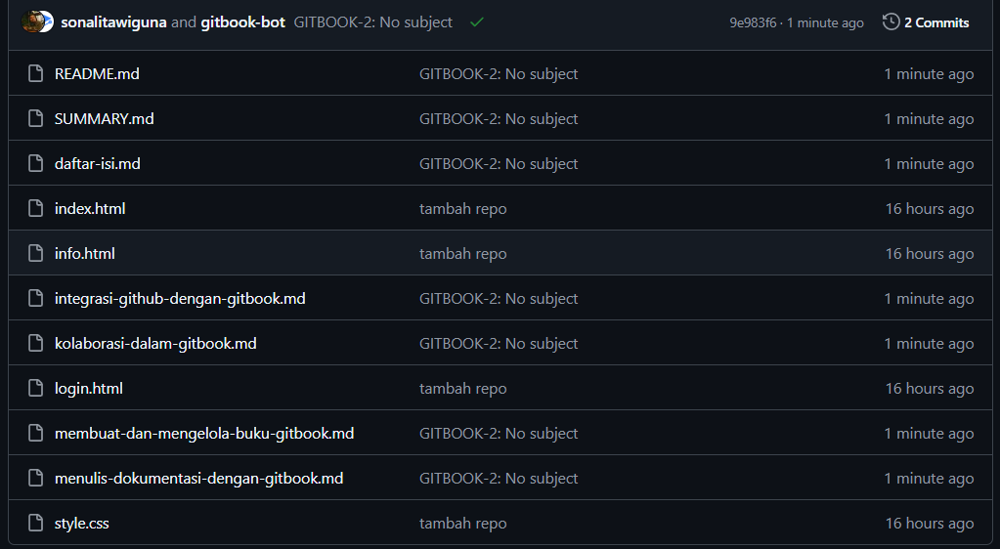 sonalitawiguna and gitbook-bot GITBOOK-2: No subject 9e983f6 · 1 minute ago 2 Commits
README.md GITBOOK-2: No subject 1 minute ago
SUMMARY.md GITBOOK-2: No subject 1 minute ago
daftar-isi.md GITBOOK-2: No subject 1 minute ago
index.html tambah repo 16 hours ago
info.html tambah repo 16 hours ago
integrasi-github-dengan-gitbook.md GITBOOK-2: No subject 1 minute ago
kolaborasi-dalam-gitbook.md GITBOOK-2: No subject 1 minute ago
login.html tambah repo 16 hours ago
membuat-dan-mengelola-buku-gitbook.md GITBOOK-2: No subject 1 minute ago
menulis-dokumentasi-dengan-gitbook.md GITBOOK-2: No subject 1 minute ago
style.css tambah repo 16 hours ago